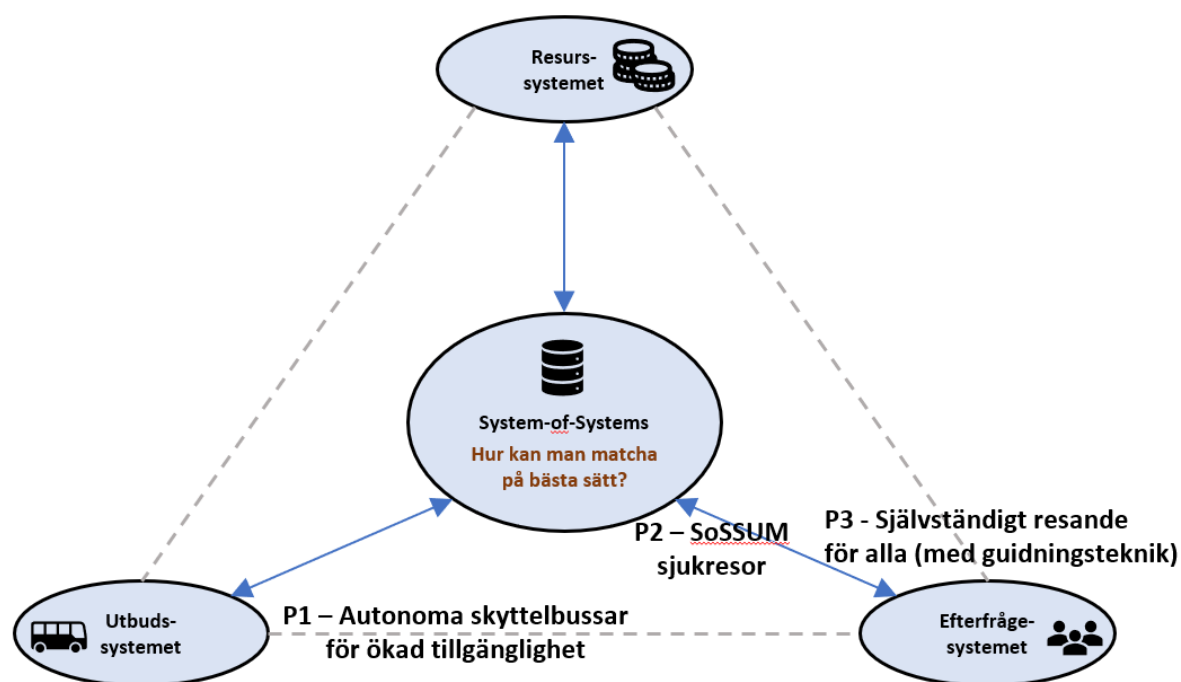 Resurs-
systemet
System-of-Systems
Hur kan man matcha
på bästa sätt?
P2 – SoSSUM
sjukresor
P3 - Självständigt resande
för alla (med guidningsteknik)
Utbuds-
systemet
P1 – Autonoma skyttelbussar
för ökad tillgänglighet
Efterfråge-
systemet